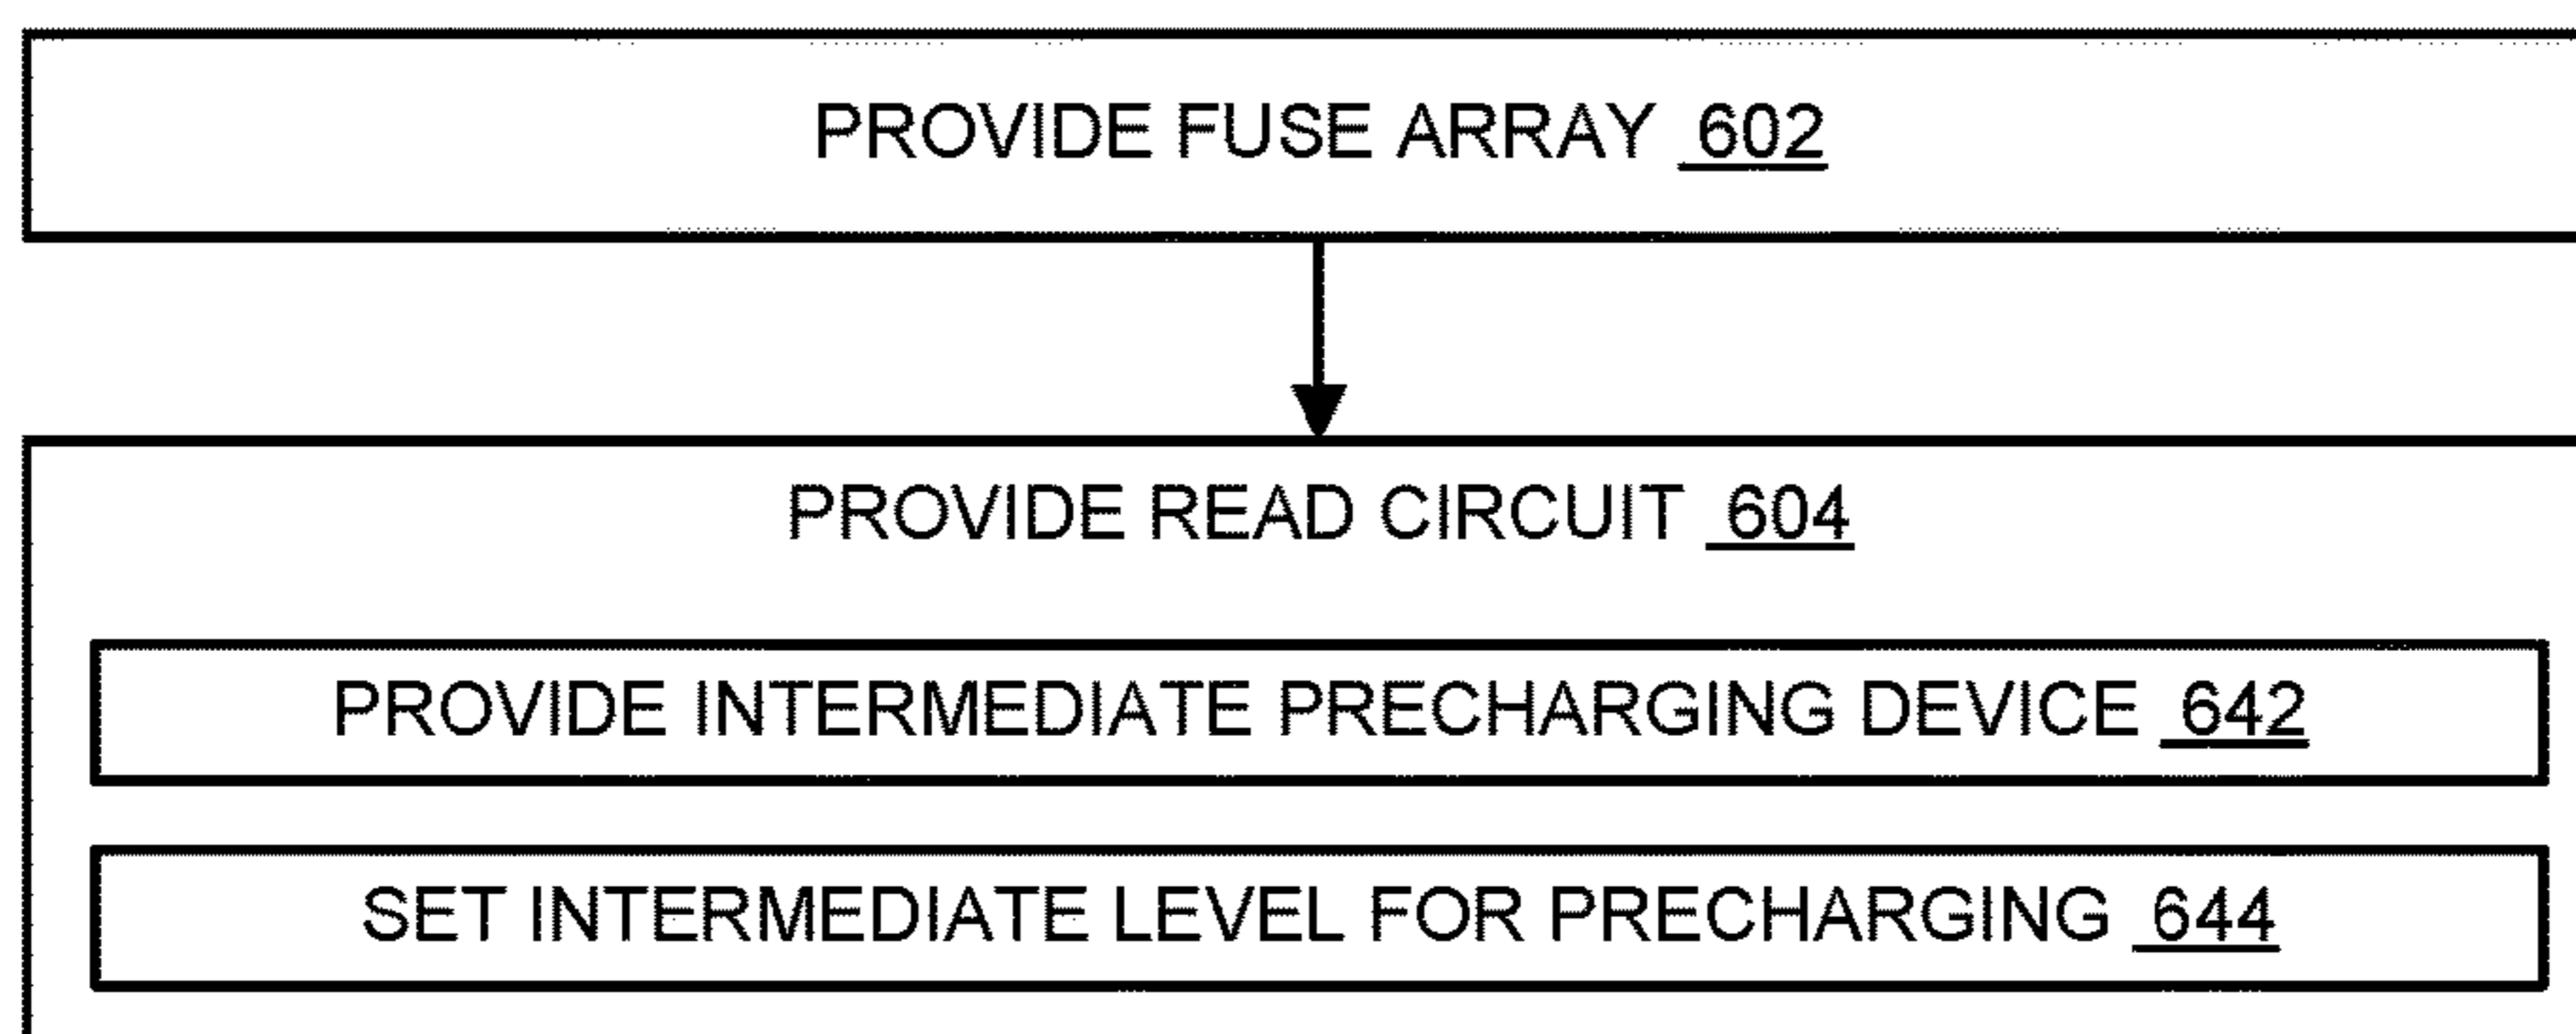 PROVIDE FUSE ARRAY 602
PROVIDE READ CIRCUIT 604
PROVIDE INTERMEDIATE PRECHARGING DEVICE 642
SET INTERMEDIATE LEVEL FOR PRECHARGING 644